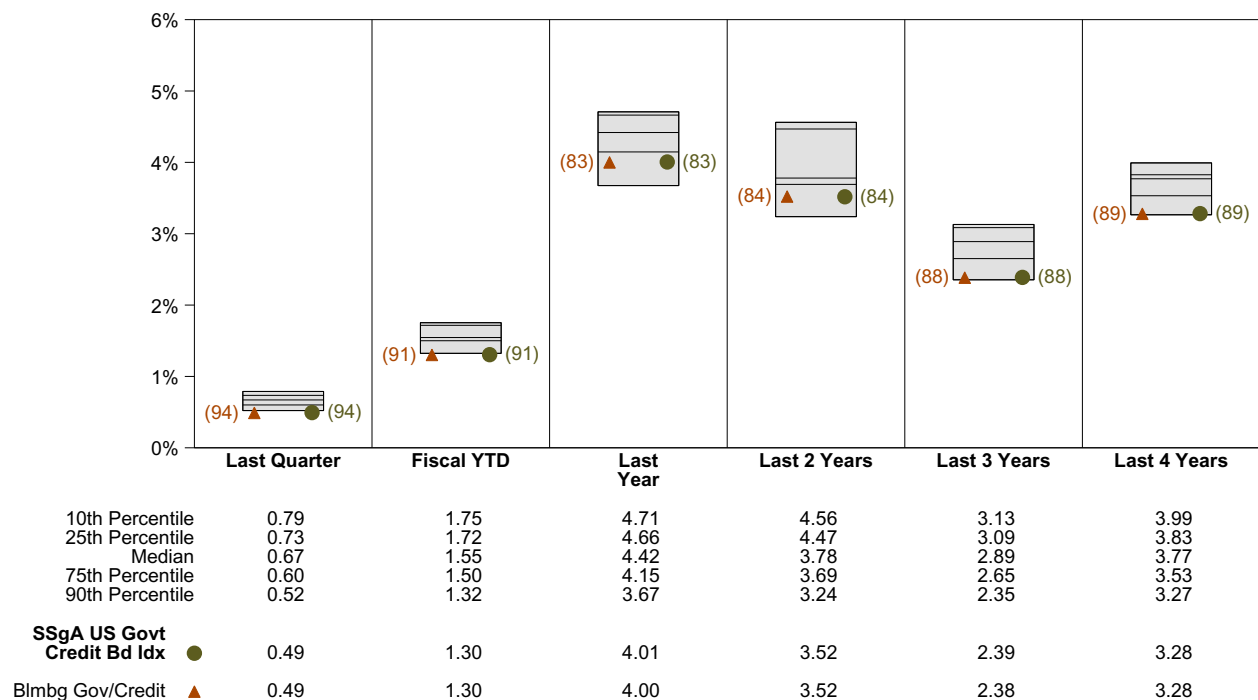 6%
5%
4%
3%
2%
1%
0%
(83) (83)
(84) (84)
(89) (89)
(88) (88)
(91) (91)
(94) (94)
Last Quarter Fiscal YTD Last Year Last 2 Years Last 3 Years Last 4 Years
10th Percentile 0.79 1.75 4.71 4.56 3.13 3.99
25th Percentile 0.73 1.72 4.66 4.47 3.09 3.83
Median 0.67 1.55 4.42 3.78 2.89 3.77
75th Percentile 0.60 1.50 4.15 3.69 2.65 3.53
90th Percentile 0.52 1.32 3.67 3.24 2.35 3.27
SSgA US Govt
Credit Bd Idx 0.49 1.30 4.01 3.52 2.39 3.28
Blmbg Gov/Credit 0.49 1.30 4.00 3.52 2.38 3.28